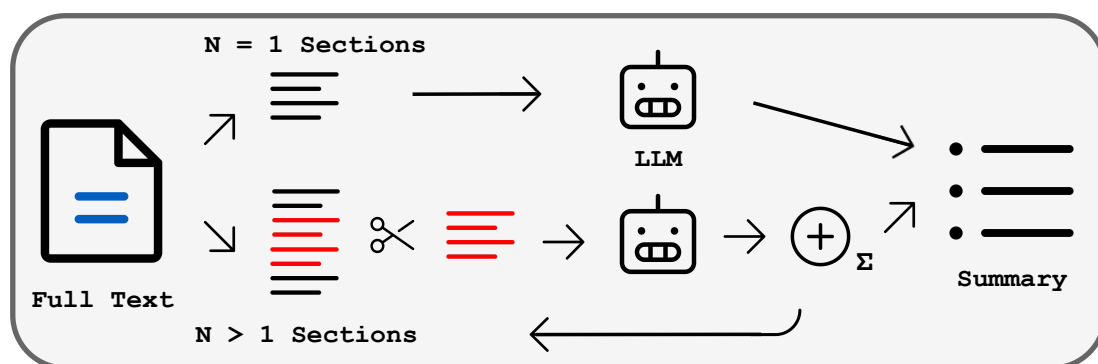 N = 1 Sections
LLM
Full Text
N > 1 Sections
Σ
Summary